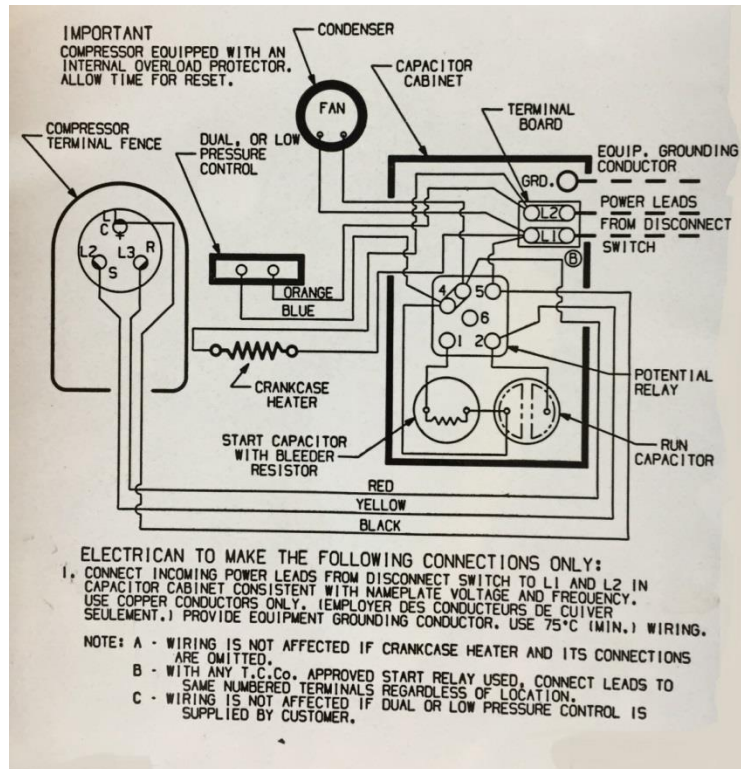 IMPORTANT
COMPRESSOR EQUIPPED WITH AN
INTERNAL OVERLOAD PROTECTOR.
ALLOW TIME FOR RESET.
CONDENSER
FAN
CAPACITOR
CABINET
TERMINAL
BOARD
COMPRESSOR
TERMINAL FENCE
DUAL, OR LOW
PRESSURE
CONTROL
EQUIP. GROUNDING
CONDUCTOR
GRD.
POWER LEADS
L2
FROM DISCONNECT
L1
SWITCH
B
L1
C
L2
S
L3
R
ORANGE
BLUE
4
5
6
1
2
CRANKCASE
HEATER
POTENTIAL
RELAY
START CAPACITOR
WITH BLEEDER
RESISTOR
RUN
CAPACITOR
RED
YELLOW
BLACK
ELECTRICAN TO MAKE THE FOLLOWING CONNECTIONS ONLY:
1. CONNECT INCOMING POWER LEADS FROM DISCONNECT SWITCH TO L1 AND L2 IN
CAPACITOR CABINET CONSISTENT WITH NAMEPLATE VOLTAGE AND FREQUENCY.
USE COPPER CONDUCTORS ONLY. (EMPLOYER DES CONDUCTEURS DE CUIVER
SEULEMENT.) PROVIDE EQUIPMENT GROUNDING CONDUCTOR. USE 75°C (MIN.) WIRING.
NOTE: A - WIRING IS NOT AFFECTED IF CRANKCASE HEATER AND ITS CONNECTIONS
ARE OMITTED.
B - WITH ANY T.C.Co. APPROVED START RELAY USED, CONNECT LEADS TO
SAME NUMBERED TERMINALS REGARDLESS OF LOCATION.
C - WIRING IS NOT AFFECTED IF DUAL OR LOW PRESSURE CONTROL IS
SUPPLIED BY CUSTOMER.